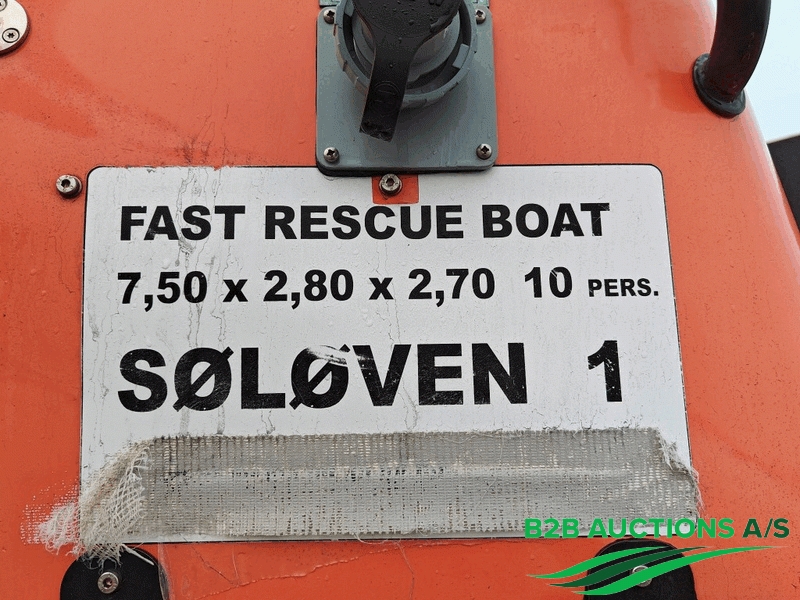 FAST RESCUE BOAT
7,50 x 2,80 x 2,70 10 PERS.
SØLØVEN 1
B2B AUCTIONS A/S